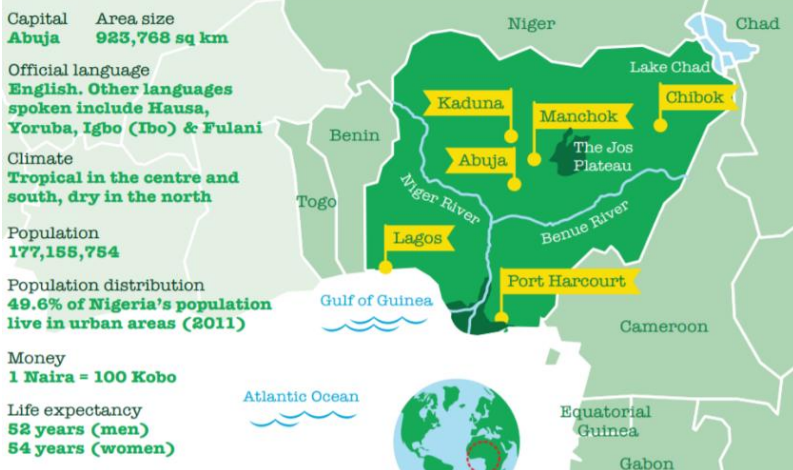 Capital
Abuja
Area size
923,768 sq km
Official language
English. Other languages
spoken include Hausa,
Yoruba, Igbo (Ibo) & Fulani
Climate
Tropical in the centre and
south, dry in the north
Population
177,155,754
Population distribution
49.6% of Nigeria's population
live in urban areas (2011)
Money
1 Naira = 100 Kobo
Life expectancy
52 years (men)
54 years (women)
Niger
Chad
Lake Chad
Kaduna
Chibok
Manchok
Benin
The Jos
Plateau
Abuja
Togo
Niger River
Benue River
Lagos
Port Harcourt
Gulf of Guinea
Cameroon
Atlantic Ocean
Equatorial
Guinea
Gabon